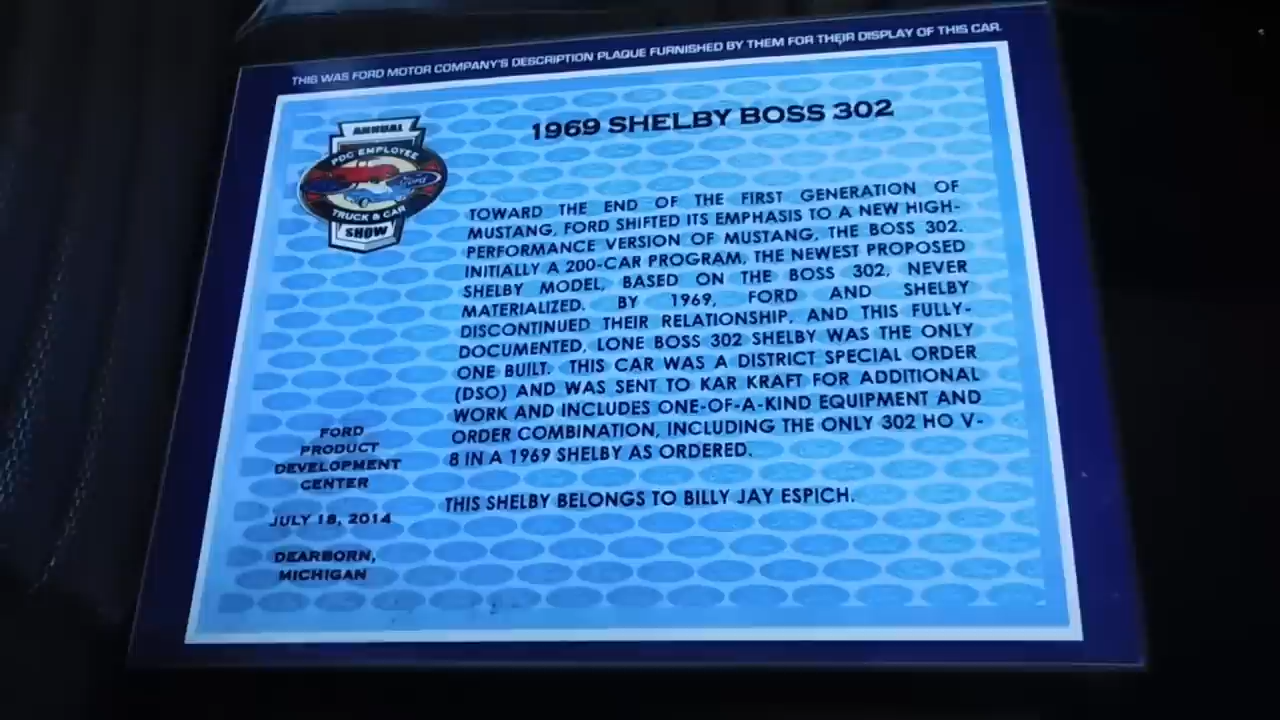 THIS WAS FORD MOTOR COMPANY'S DESCRIPTION PLAQUE FURNISHED BY THEM FOR THEIR DISPLAY OF THIS CAR.
1969 SHELBY BOSS 302
ANNUAL
PDC EMPLOYEE
Ford
TRUCK & CAR
SHOW
TOWARD THE END OF THE FIRST GENERATION OF
MUSTANG, FORD SHIFTED ITS EMPHASIS TO A NEW HIGH-
PERFORMANCE VERSION OF MUSTANG, THE BOSS 302.
INITIALLY A 200-CAR PROGRAM, THE NEWEST PROPOSED
SHELBY MODEL, BASED ON THE BOSS 302, NEVER
MATERIALIZED. BY 1969, FORD AND SHELBY
DISCONTINUED THEIR RELATIONSHIP, AND THIS FULLY-
DOCUMENTED, LONE BOSS 302 SHELBY WAS THE ONLY
ONE BUILT. THIS CAR WAS A DISTRICT SPECIAL ORDER
(DSO) AND WAS SENT TO KAR KRAFT FOR ADDITIONAL
WORK AND INCLUDES ONE-OF-A-KIND EQUIPMENT AND
ORDER COMBINATION, INCLUDING THE ONLY 302 HO V-
8 IN A 1969 SHELBY AS ORDERED.
THIS SHELBY BELONGS TO BILLY JAY ESPICH.
FORD
PRODUCT
DEVELOPMENT
CENTER
JULY 18, 2014
DEARBORN,
MICHIGAN